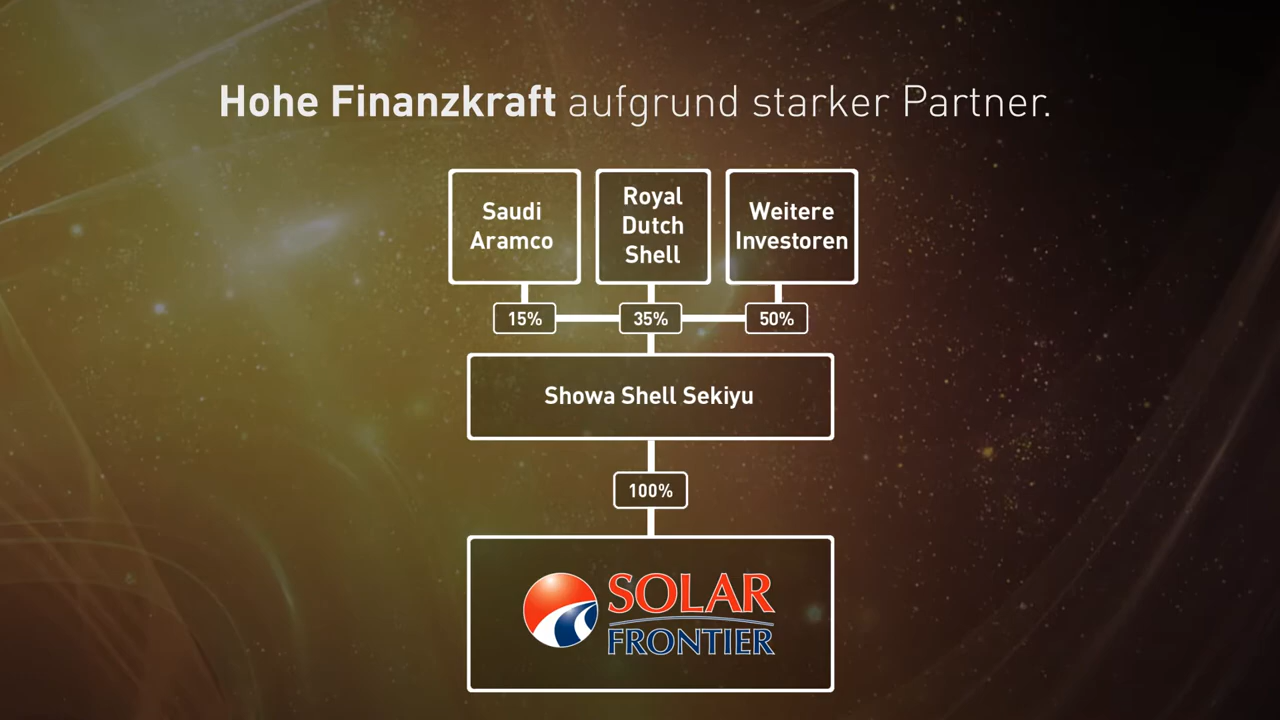 Hohe Finanzkraft aufgrund starker Partner.
Saudi
Aramco
Royal
Dutch
Shell
Weitere
Investoren
15%
35%
50%
Showa Shell Sekiyu
100%
SOLAR
FRONTIER